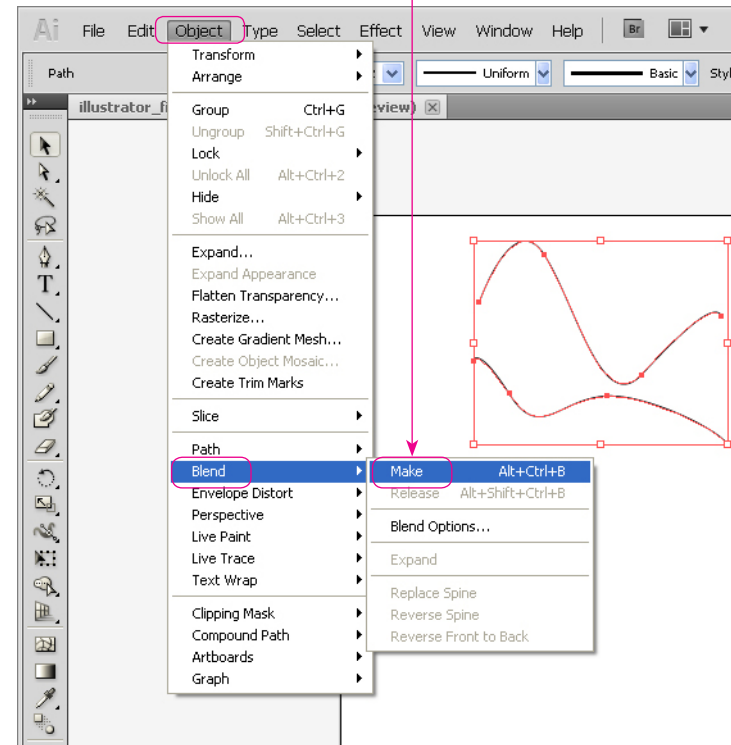 Ai File Edit Object Type Select Effect View Window Help Br
Path Uniform Basic Styl
illustrator_fi eview)
Transform
Arrange
Group Ctrl+G
Ungroup Shift+Ctrl+G
Lock
Unlock All Alt+Ctrl+2
Hide
Show All Alt+Ctrl+3
Expand...
Expand Appearance
Flatten Transparency...
Rasterize...
Create Gradient Mesh...
Create Object Mosaic...
Create Trim Marks
Slice
Path
Blend
Envelope Distort
Perspective
Live Paint
Live Trace
Text Wrap
Clipping Mask
Compound Path
Artboards
Graph
Make Alt+Ctrl+B
Release Alt+Shift+Ctrl+B
Blend Options...
Expand
Replace Spine
Reverse Spine
Reverse Front to Back
T